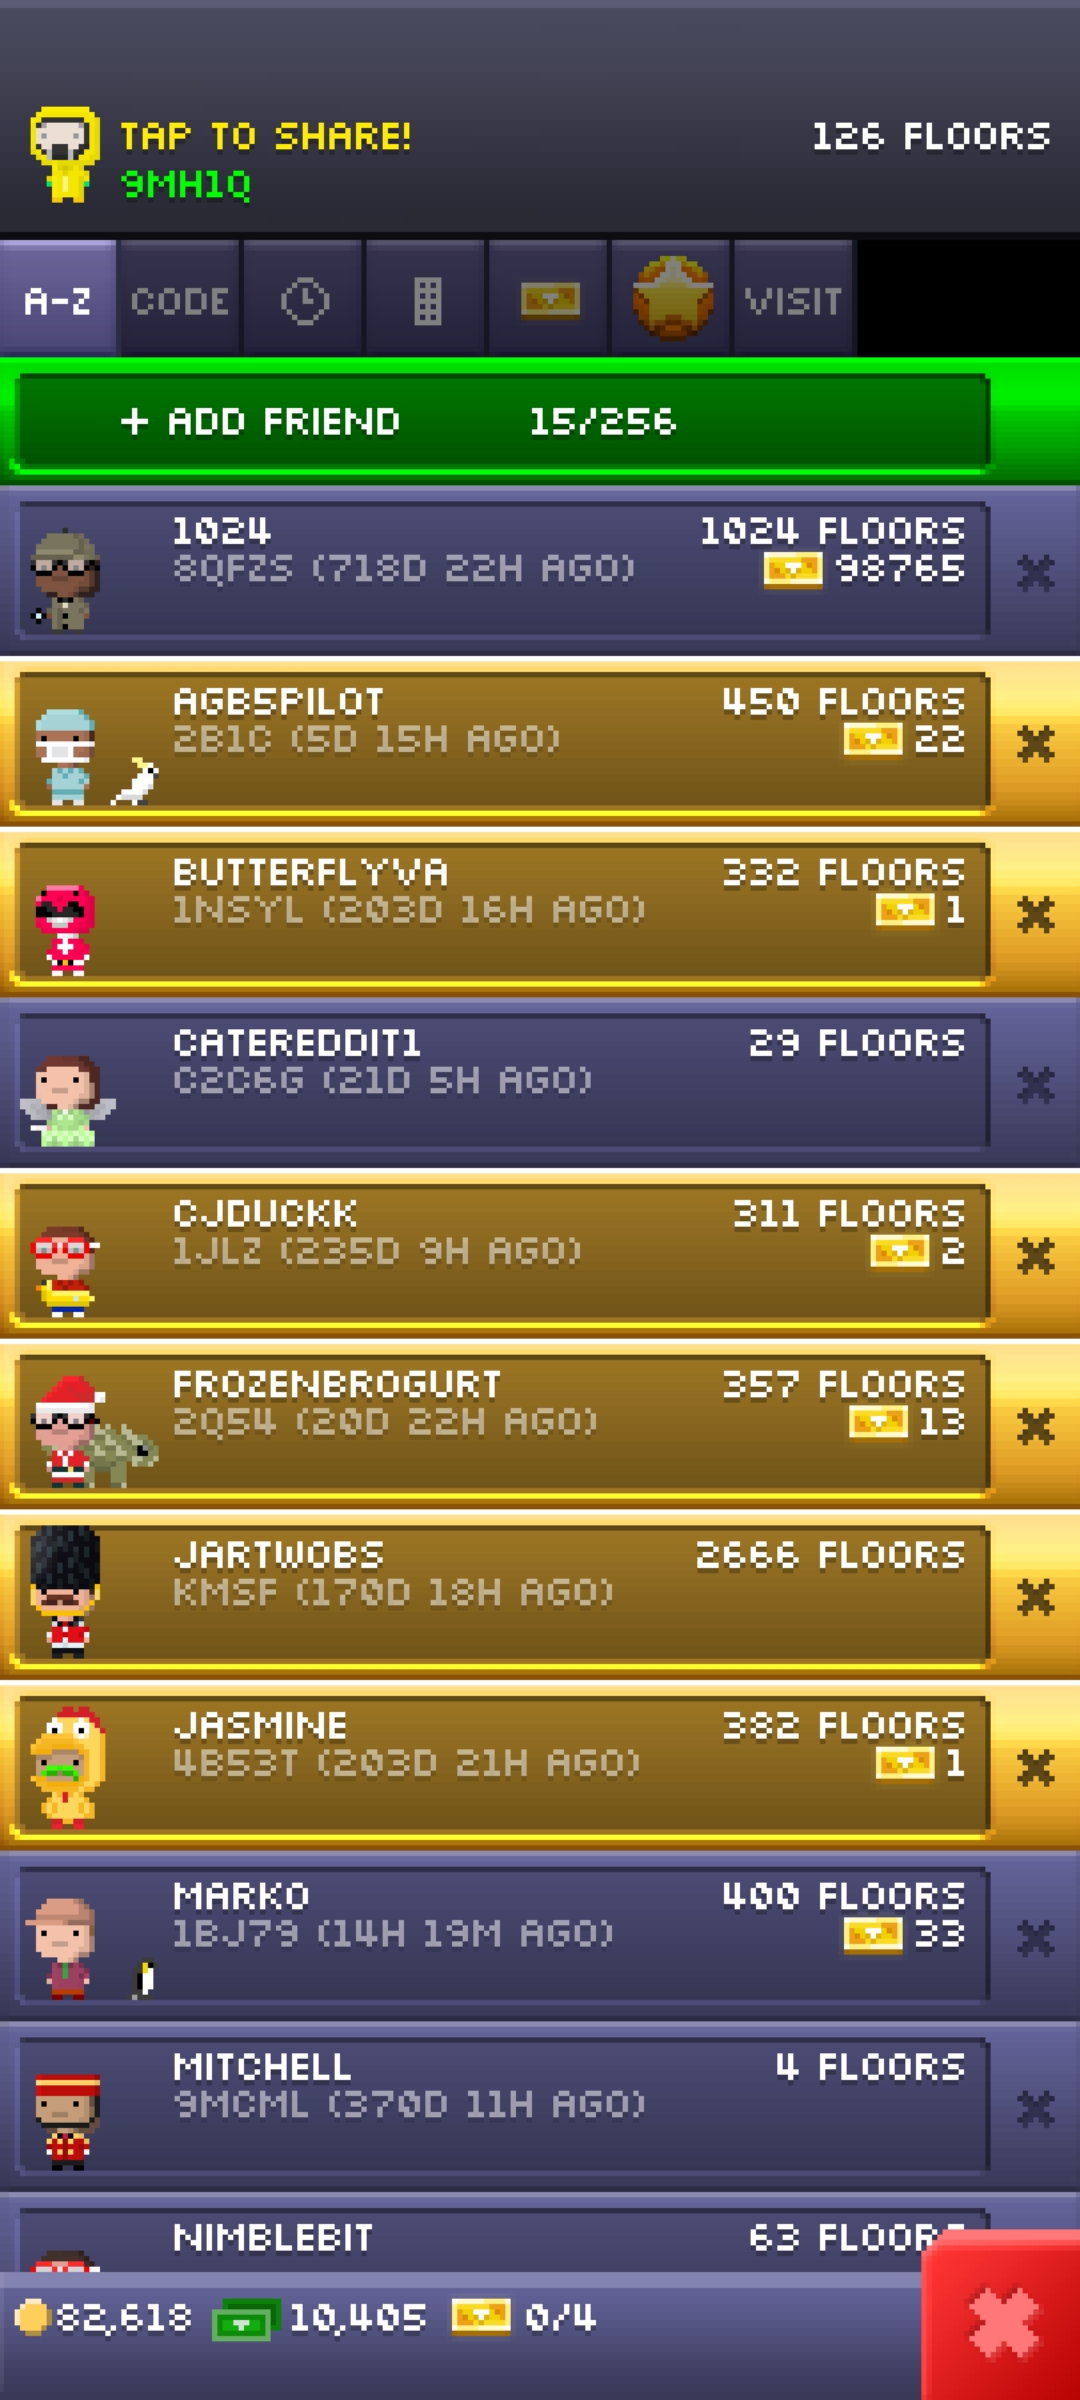 TAP TO SHARE! 126 FLOORS
9MH1Q
A-Z CODE VISIT
+ ADD FRIEND 15/256
1024 1024 FLOORS
8QFZS (718D 22H AGO) 98765
AGB5PILOT 450 FLOORS
2B1C (5D 15H AGO) 22
BUTTERFLYVA 332 FLOORS
1NSYL (203D 16H AGO) 1
CATEREDDIT1 29 FLOORS
C2C6G (21D 5H AGO)
CJDUCKK 311 FLOORS
1JLZ (235D 9H AGO) 2
FROZENBROGURT 357 FLOORS
2Q54 (20D 22H AGO) 13
JARTWOBS 2666 FLOORS
KMSF (170D 18H AGO)
JASMINE 382 FLOORS
4B53T (203D 21H AGO) 1
MARKO 400 FLOORS
1BJ79 (14H 19M AGO) 33
MITCHELL 4 FLOORS
9MCML (370D 11H AGO)
NIMBLEBIT 63 FLOORS
82,618 10,405 0/4